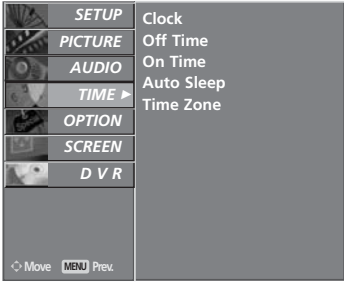 SETUP
PICTURE
AUDIO
TIME ►
OPTION
SCREEN
D V R
Clock
Off Time
On Time
Auto Sleep
Time Zone
Move MENU Prev.